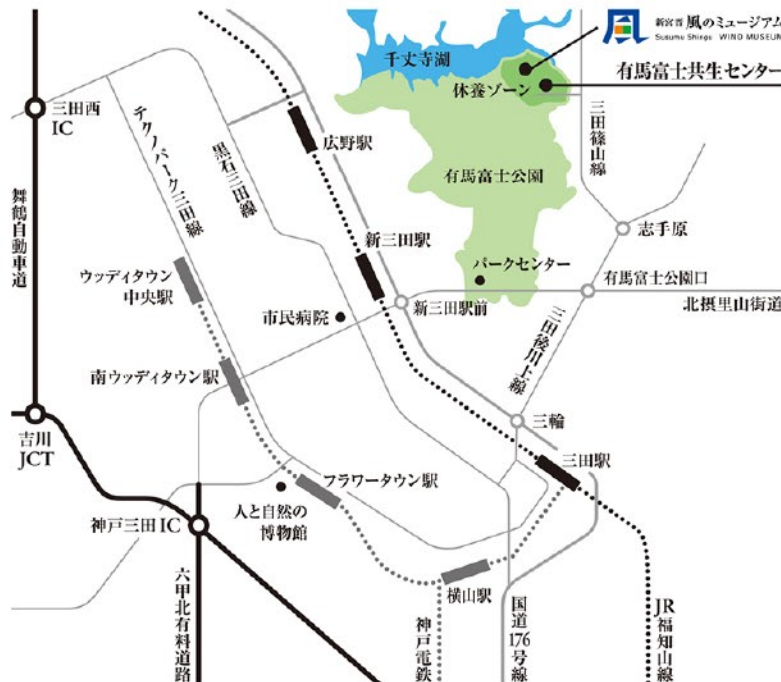 新宮晋 風のミュージアム
Susumu Shingu WIND MUSEUM
千丈寺湖
有馬富士共生センター
休養ゾーン
三田西
IC
テクノパーク三田線
黒石三田線
広野駅
三田篠山線
有馬富士公園
舞鶴自動車道
新三田駅
志手原
ウッディタウン
中央駅
パークセンター
有馬富士公園口
市民病院
新三田駅前
北摂里山街道
三田後川上線
南ウッディタウン駅
三輪
吉川
JCT
三田駅
フラワータウン駅
人と自然の
博物館
神戸三田IC
横山駅
六甲北有料道路
神戸電鉄
国道176号線
JR福知山線